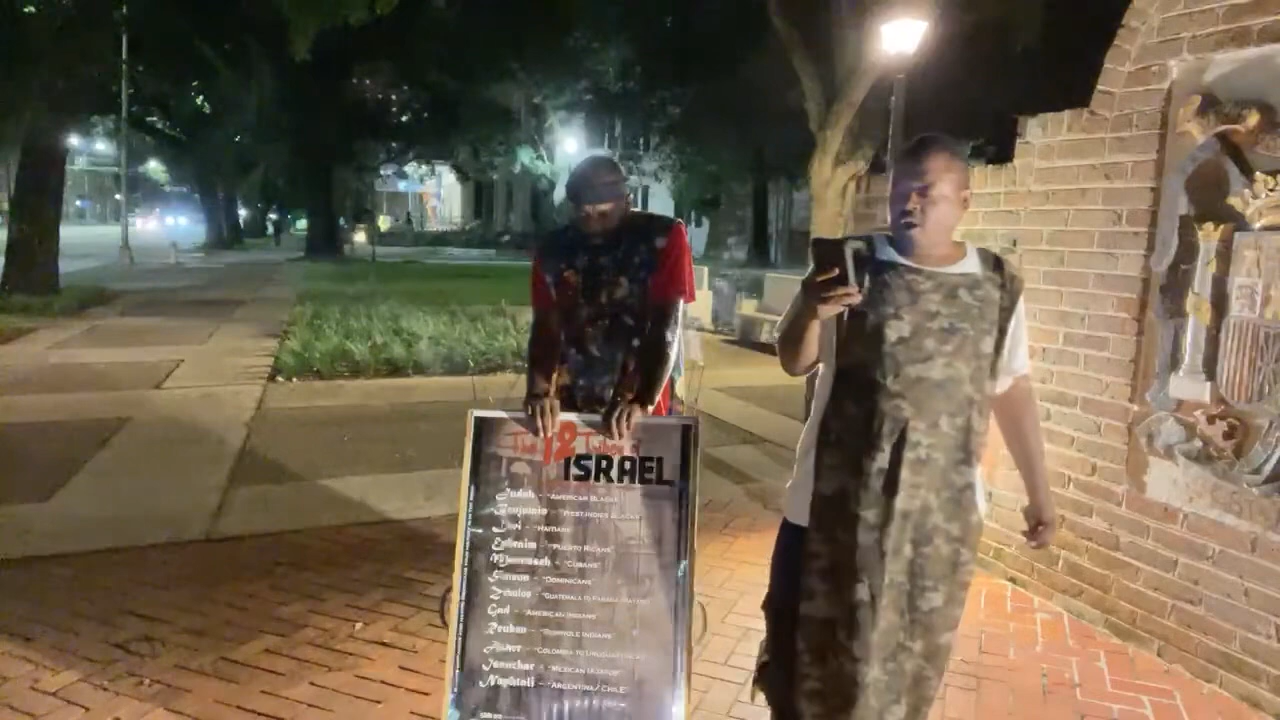 The 12 Tribes
ISRAEL
Judah - "AMERICAN BLACKS"
Benjamin - "WEST INDIES BLACKS"
Levi - "HAITIANS"
Ephraim - "PUERTO RICANS"
Manasseh - "CUBANS"
Simeon - "DOMINICANS"
Zebulon - "GUATEMALA TO PANAMA
Gad - "AMERICAN INDIANS"
Reuben - "SEMINOLE INDIANS"
Asher - "COLOMBIA TO URUGUAY
Issachar - "MEXICAN
Naphtali - "ARGENTINA/ CHILE"